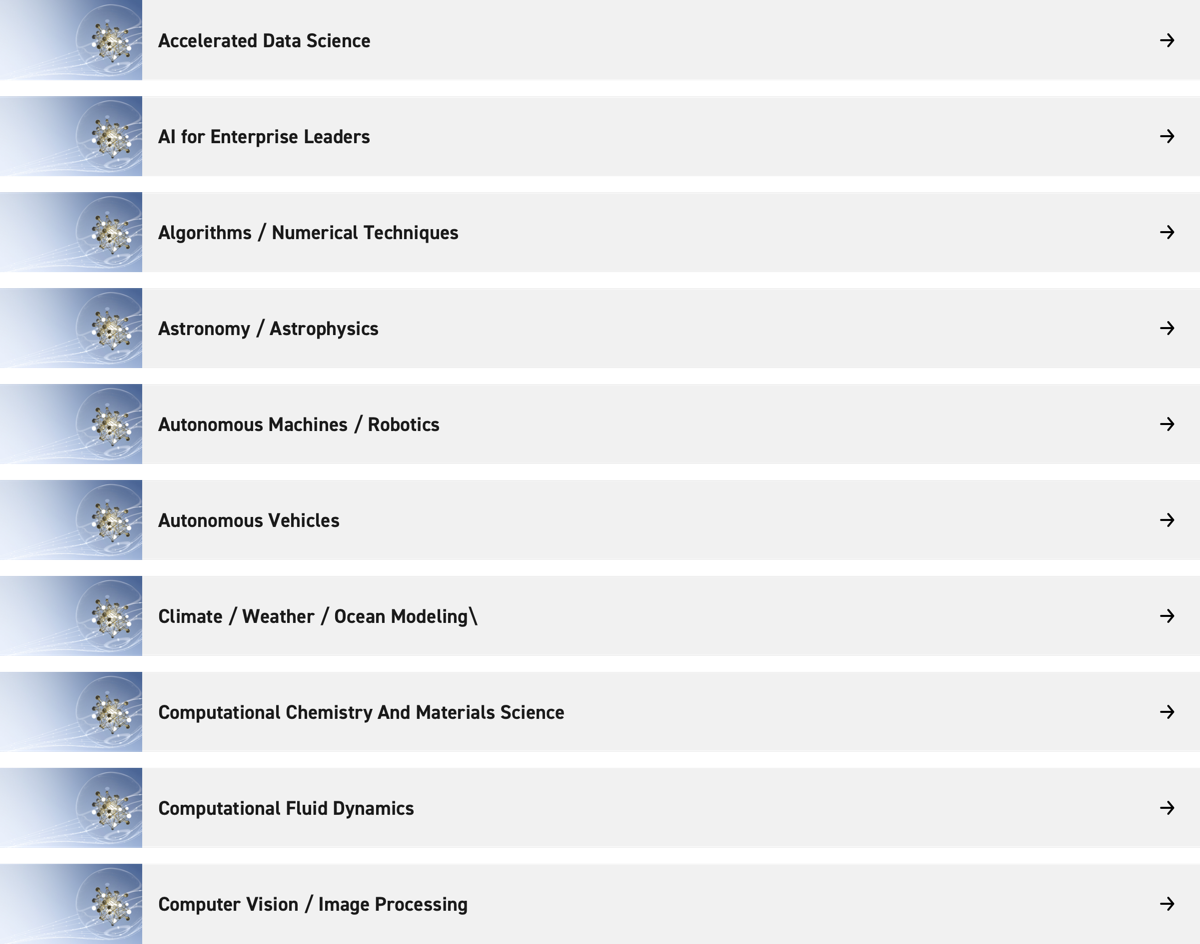 Accelerated Data Science
AI for Enterprise Leaders
Algorithms / Numerical Techniques
Astronomy / Astrophysics
Autonomous Machines / Robotics
Autonomous Vehicles
Climate / Weather / Ocean Modeling\
Computational Chemistry And Materials Science
Computational Fluid Dynamics
Computer Vision / Image Processing